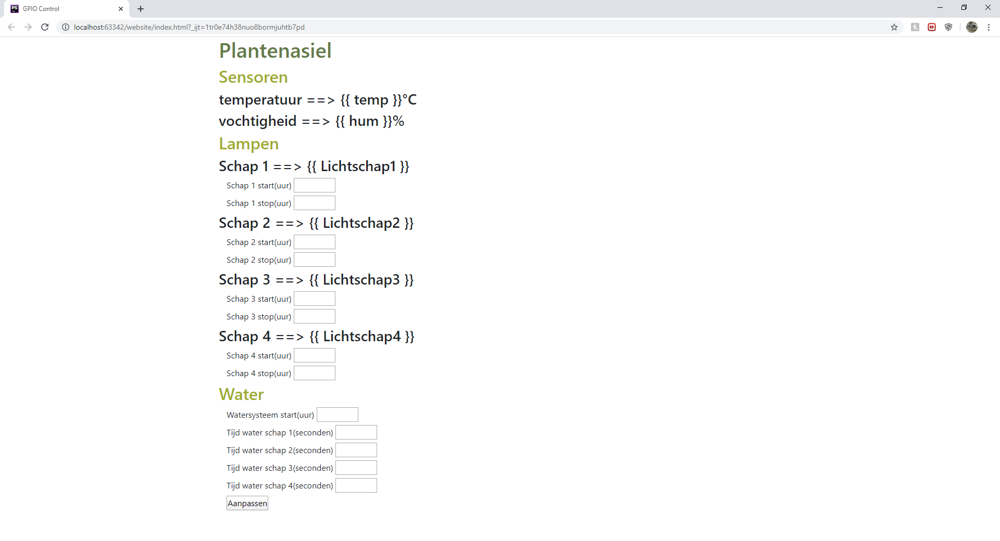 PS GPIO Control
localhost:63342/website/index.html?_ijt=1tr0e74h38nuo8bormjuhtb7pd
Plantenasiel
Sensoren
temperatuur ==> {{ temp }}°C
vochtigheid ==> {{ hum }}%
Lampen
Schap 1 ==> {{ Lichtschap1 }}
Schap 1 start(uur)
Schap 1 stop(uur)
Schap 2 ==> {{ Lichtschap2 }}
Schap 2 start(uur)
Schap 2 stop(uur)
Schap 3 ==> {{ Lichtschap3 }}
Schap 3 start(uur)
Schap 3 stop(uur)
Schap 4 ==> {{ Lichtschap4 }}
Schap 4 start(uur)
Schap 4 stop(uur)
Water
Watersysteem start(uur)
Tijd water schap 1(seconden)
Tijd water schap 2(seconden)
Tijd water schap 3(seconden)
Tijd water schap 4(seconden)
Aanpassen